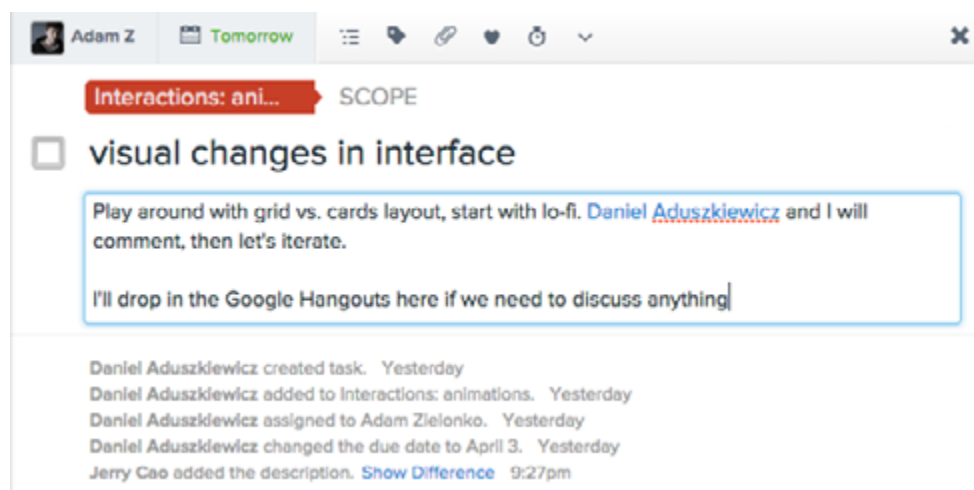 Adam Z Tomorrow
Interactions: ani... SCOPE
visual changes in interface
Play around with grid vs. cards layout, start with lo-fi. Daniel Aduszkiewicz and I will
comment, then let's iterate.
I'll drop in the Google Hangouts here if we need to discuss anything
Daniel Aduszkiewicz created task. Yesterday
Daniel Aduszkiewicz added to Interactions: animations. Yesterday
Daniel Aduszkiewicz assigned to Adam Zielonko. Yesterday
Daniel Aduszkiewicz changed the due date to April 3. Yesterday
Jerry Cao added the description. Show Difference 9:27pm